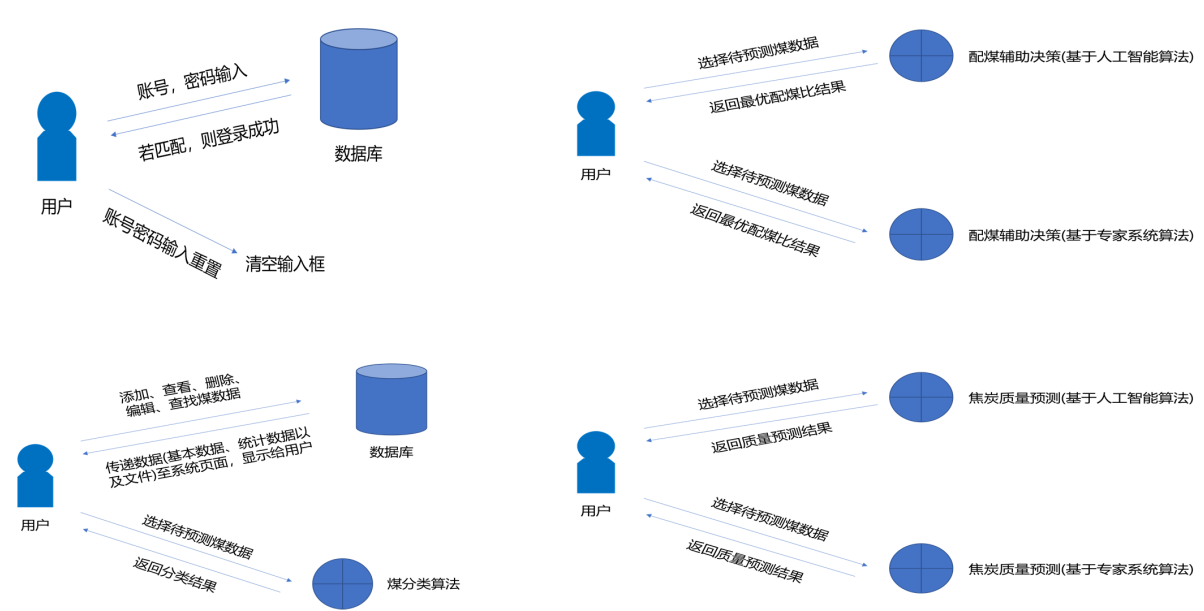 账号，密码输入
若匹配，则登录成功
数据库
用户
账号密码输入重置
清空输入框
选择待预测煤数据
配煤辅助决策(基于人工智能算法)
返回最优配煤比结果
用户
选择待预测煤数据
返回最优配煤比结果
配煤辅助决策(基于专家系统算法)
添加、查看、删除、
编辑、查找煤数据
传递数据(基本数据、统计数据以
及文件)至系统页面，显示给用户
数据库
用户
选择待预测煤数据
返回分类结果
煤分类算法
选择待预测煤数据
焦炭质量预测(基于人工智能算法)
返回质量预测结果
用户
选择待预测煤数据
返回质量预测结果
焦炭质量预测(基于专家系统算法)